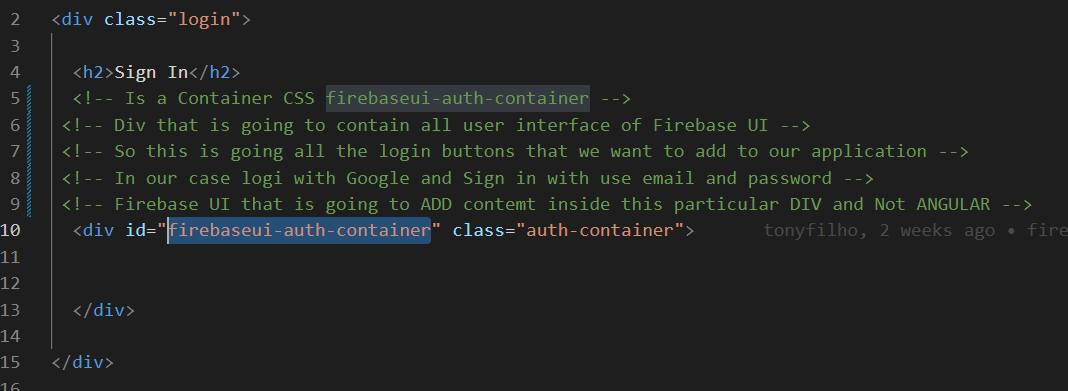 2 <div class="login">
3
4 <h2>Sign In</h2>
5 <!-- Is a Container CSS firebaseui-auth-container -->
6 <!-- Div that is going to contain all user interface of Firebase UI -->
7 <!-- So this is going all the login buttons that we want to add to our application -->
8 <!-- In our case logi with Google and Sign in with use email and password -->
9 <!-- Firebase UI that is going to ADD contemt inside this particular DIV and Not ANGULAR -->
10 <div id="firebaseui-auth-container" class="auth-container"> tonyfilho, 2 weeks ago • fire
11
12
13 </div>
14
15 </div>
16